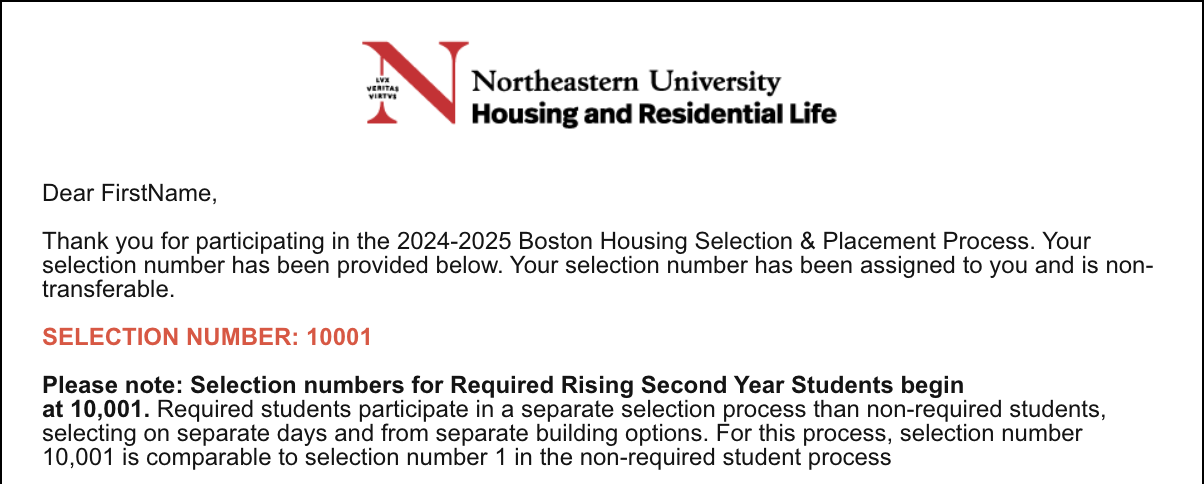 LVX
VERITAS
VIRTVS
Northeastern University
Housing and Residential Life
Dear FirstName,
Thank you for participating in the 2024-2025 Boston Housing Selection & Placement Process. Your
selection number has been provided below. Your selection number has been assigned to you and is non-
transferable.
SELECTION NUMBER: 10001
Please note: Selection numbers for Required Rising Second Year Students begin
at 10,001. Required students participate in a separate selection process than non-required students,
selecting on separate days and from separate building options. For this process, selection number
10,001 is comparable to selection number 1 in the non-required student process